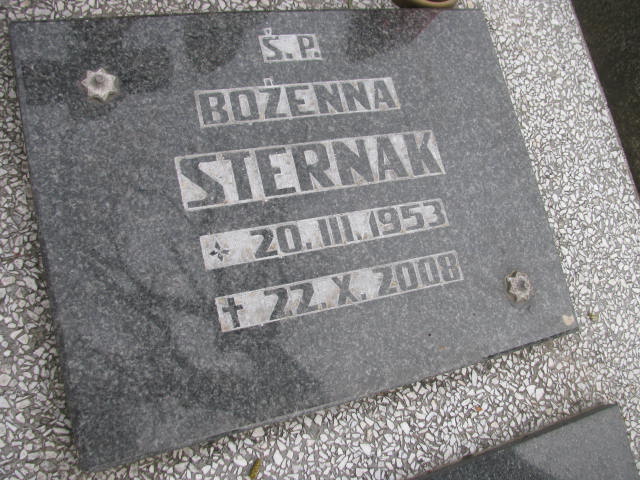 Ś.P.
BOŻENNA
STERNAK
* 20.III.1953
✝ 22.X.2008